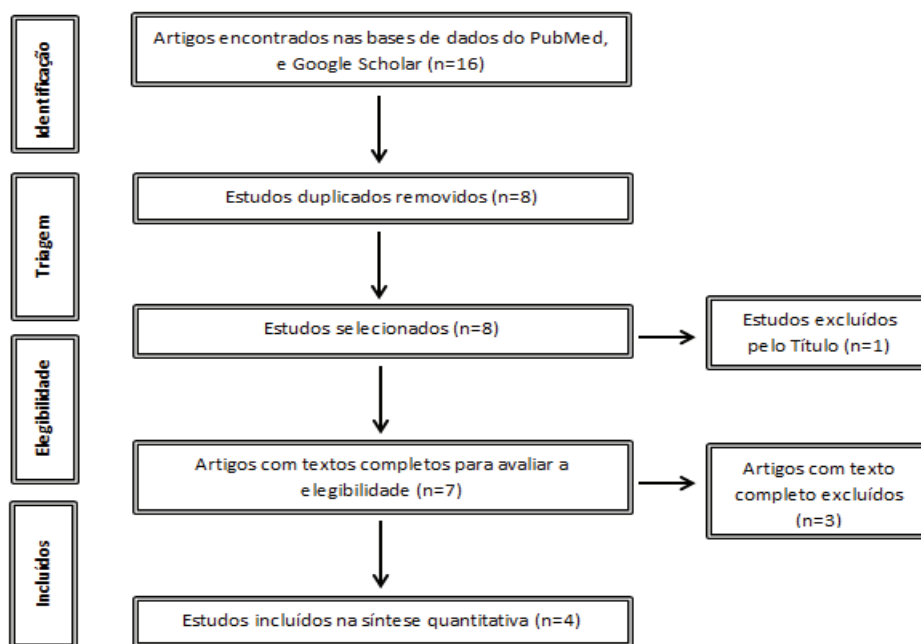 Identificação
Artigos encontrados nas bases de dados do PubMed,
e Google Scholar (n=16)
Triagem
Estudos duplicados removidos (n=8)
Estudos selecionados (n=8)
Estudos excluídos
pelo Título (n=1)
Elegibilidade
Artigos com textos completos para avaliar a
elegibilidade (n=7)
Artigos com texto
completo excluídos
(n=3)
Incluídos
Estudos incluídos na síntese quantitativa (n=4)